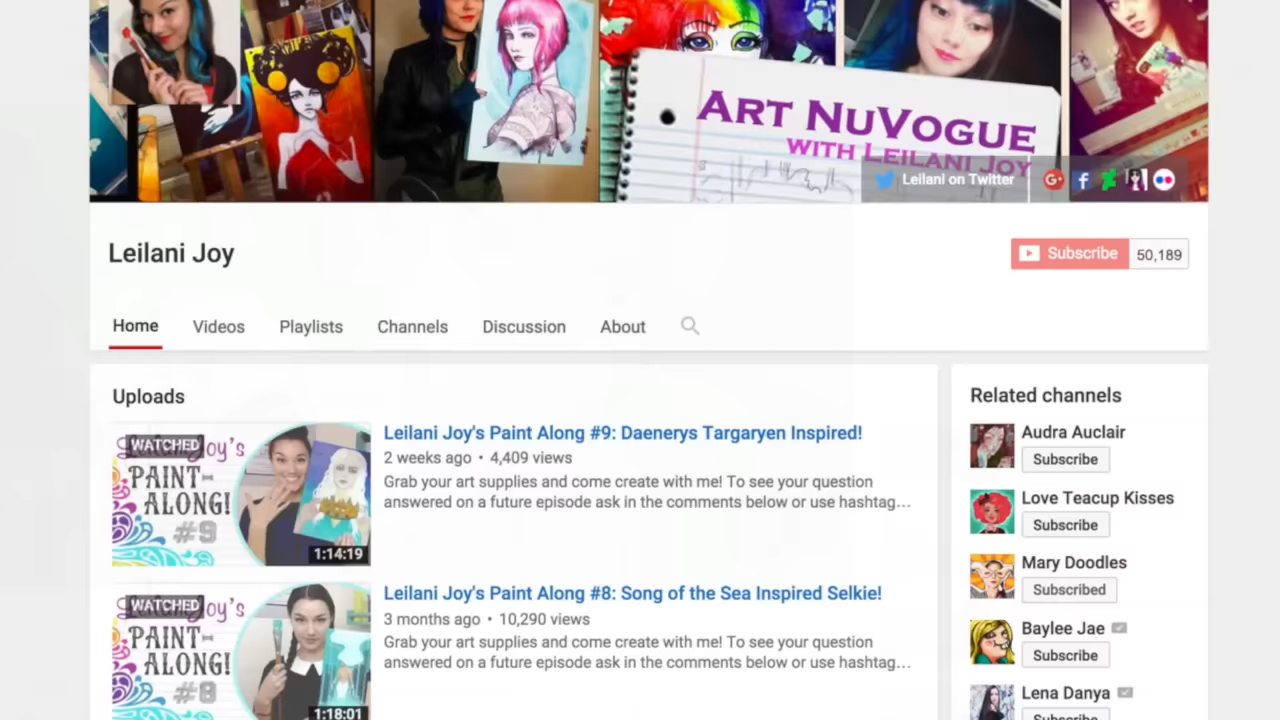 ART NUVOGUE
WITH LEILANI JOY
Leilani on Twitter
Leilani Joy
Subscribe 50,189
Home Videos Playlists Channels Discussion About
Uploads
WATCHED
Leilani Joy's
PAINT-
ALONG!
#9
1:14:19
Leilani Joy's Paint Along #9: Daenerys Targaryen Inspired!
2 weeks ago • 4,409 views
Grab your art supplies and come create with me! To see your question
answered on a future episode ask in the comments below or use hashtag...
WATCHED
Leilani Joy's
PAINT-
ALONG!
#8
1:18:01
Leilani Joy's Paint Along #8: Song of the Sea Inspired Selkie!
3 months ago • 10,290 views
Grab your art supplies and come create with me! To see your question
answered on a future episode ask in the comments below or use hashtag...
Related channels
Audra Auclair
Subscribe
Love Teacup Kisses
Subscribe
Mary Doodles
Subscribed
Baylee Jae
Subscribe
Lena Danya
Subscribe